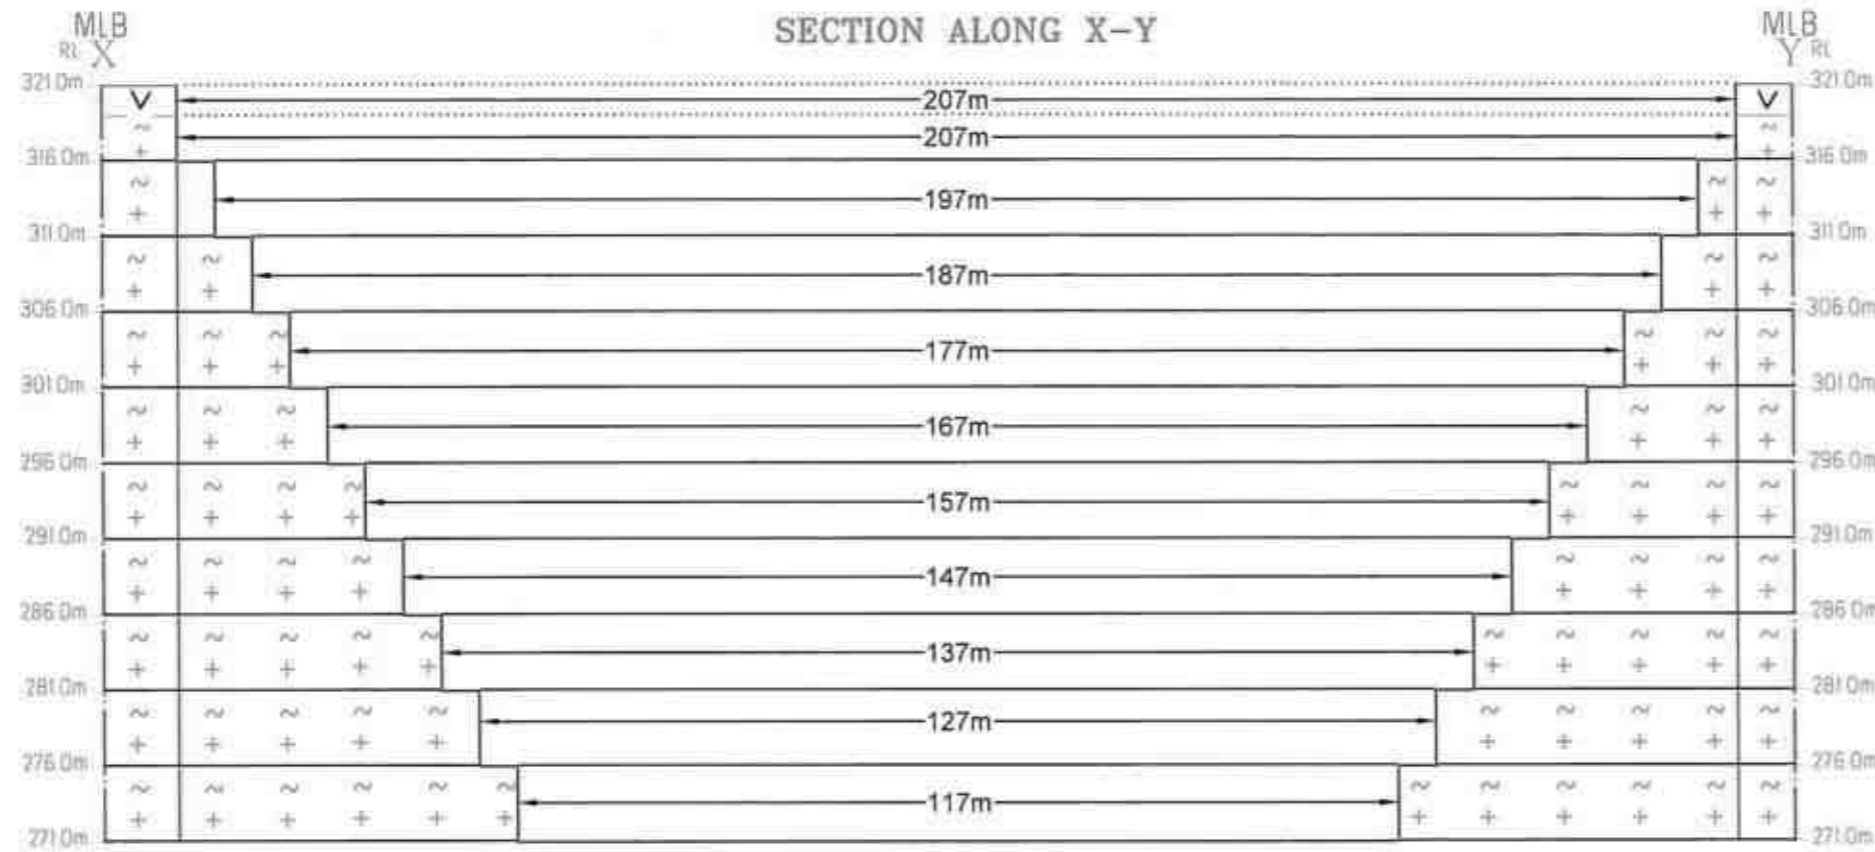 MLB SECTION ALONG X-Y MLB
RL X Y RL
321.0m 321.0m
V 207m V
207m
316.0m 316.0m
197m
311.0m 311.0m
187m
306.0m 306.0m
177m
301.0m 301.0m
167m
296.0m 296.0m
157m
291.0m 291.0m
147m
286.0m 286.0m
137m
281.0m 281.0m
127m
276.0m 276.0m
117m
271.0m 271.0m